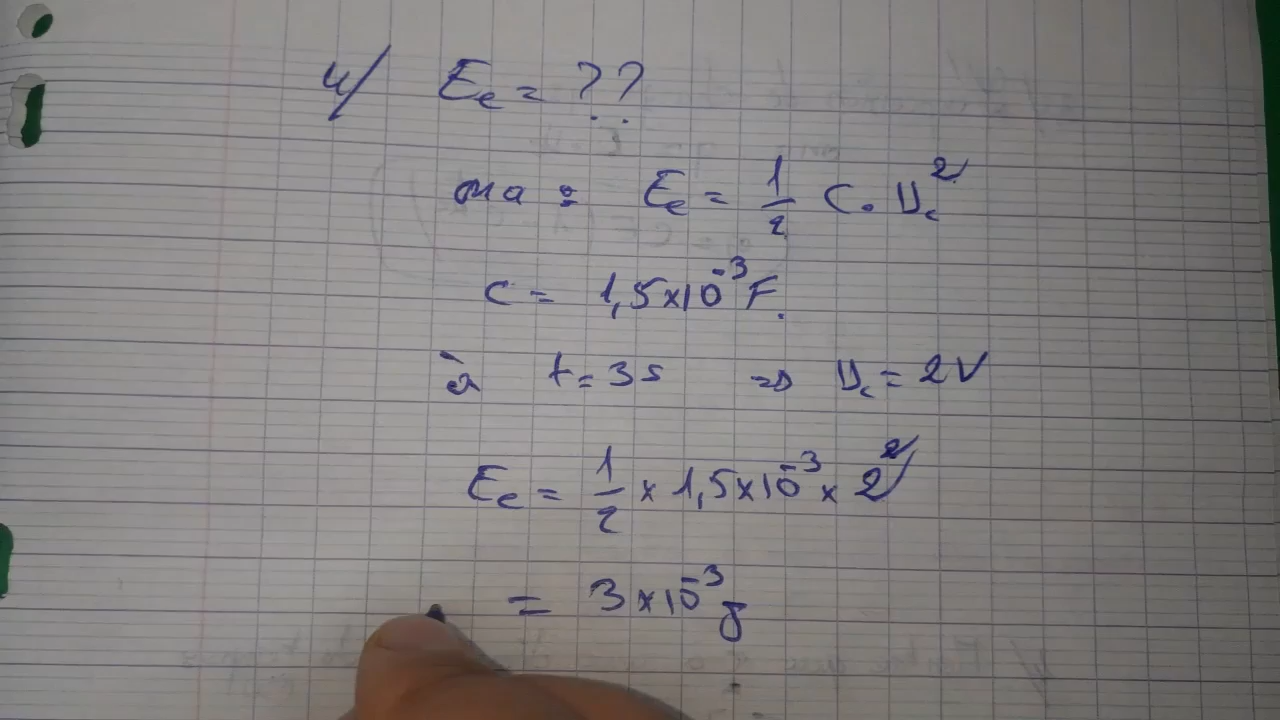 4/ Ee = ??
on a : Ee = 1/2 C. Uc²
C = 1,5x10⁻³ F.
à t = 3s => Uc = 2V
Ee = 1/2 x 1,5x10⁻³ x 2²
= 3x10⁻³ J